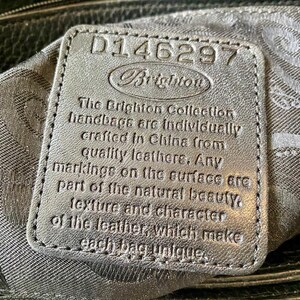 D146297
Brighton
The Brighton Collection
handbags are individually
crafted in China from
quality leathers. Any
markings on the surface are
part of the natural beauty,
texture and character
of the leather, which make
each bag unique.